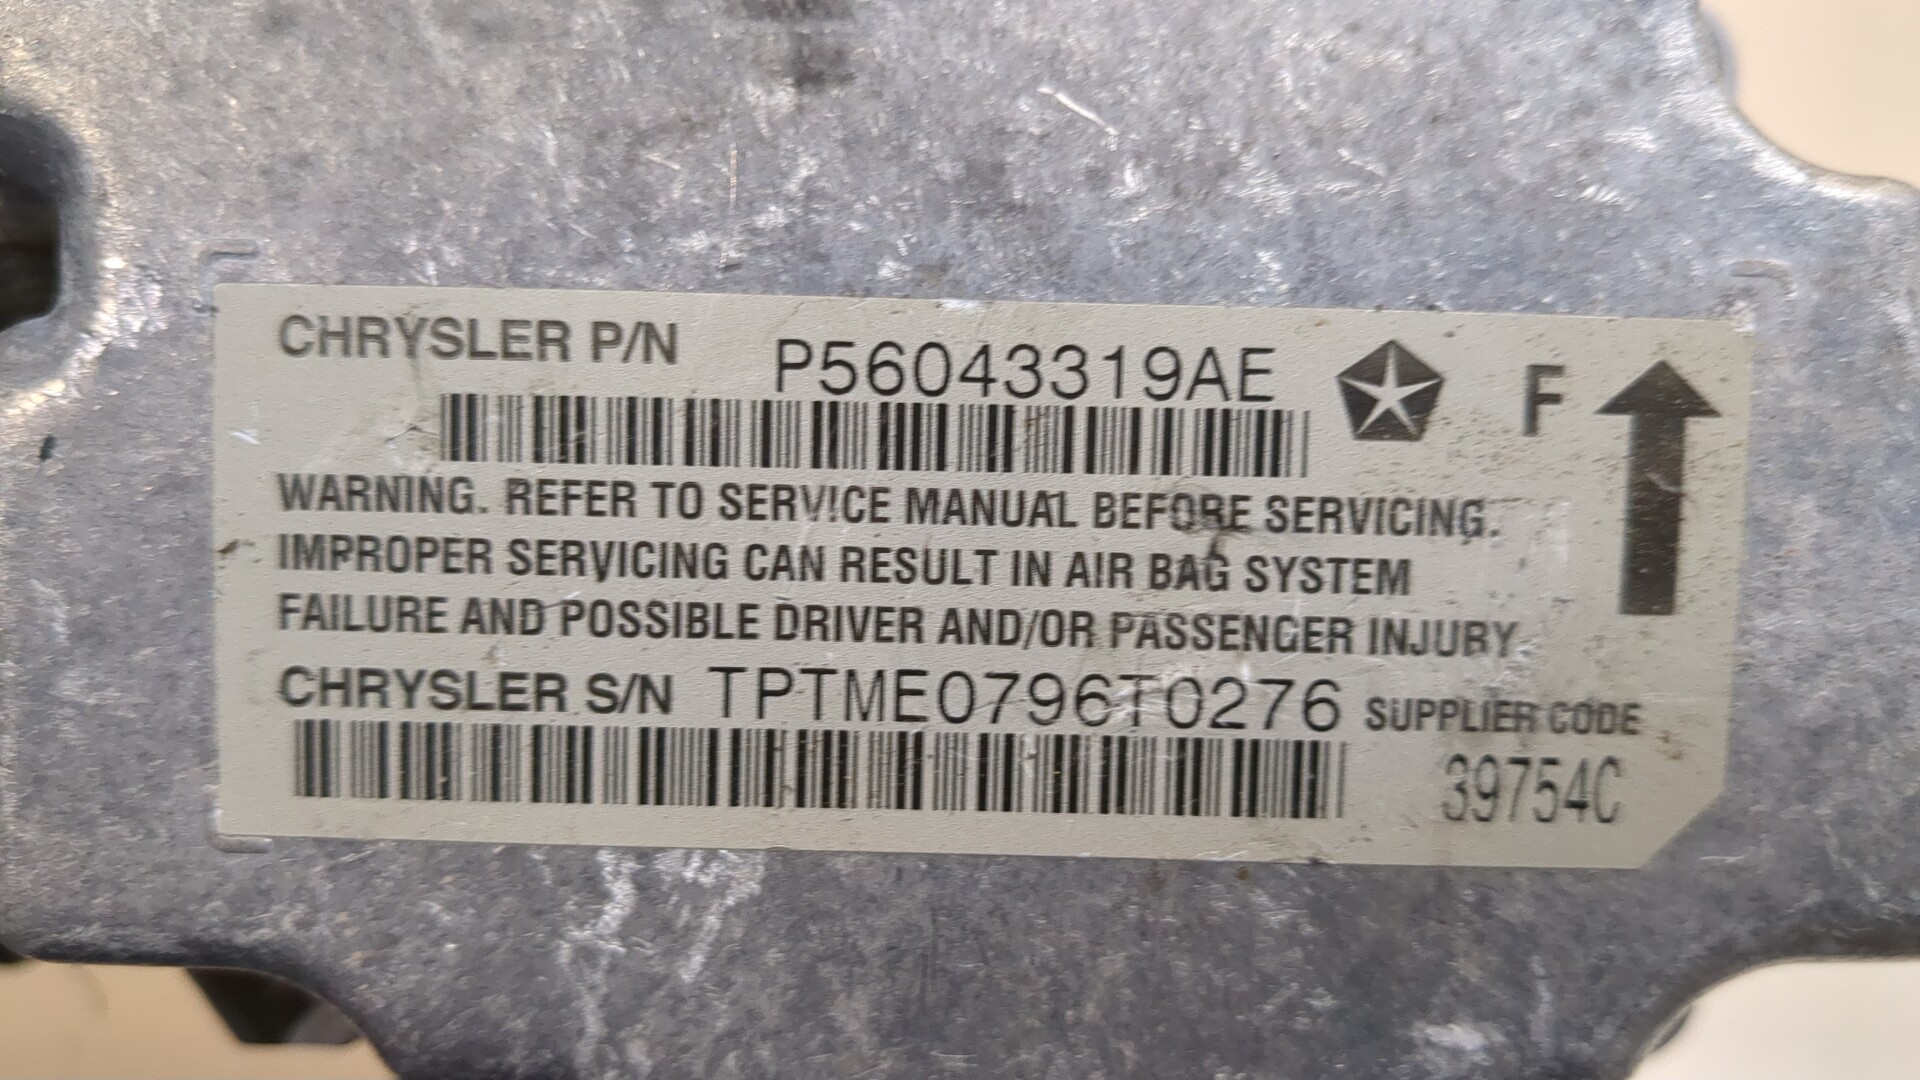 CHRYSLER P/N P56043319AE F
WARNING. REFER TO SERVICE MANUAL BEFORE SERVICING.
IMPROPER SERVICING CAN RESULT IN AIR BAG SYSTEM
FAILURE AND POSSIBLE DRIVER AND/OR PASSENGER INJURY.
CHRYSLER S/N TPTME0796T0276 SUPPLIER CODE
39754C